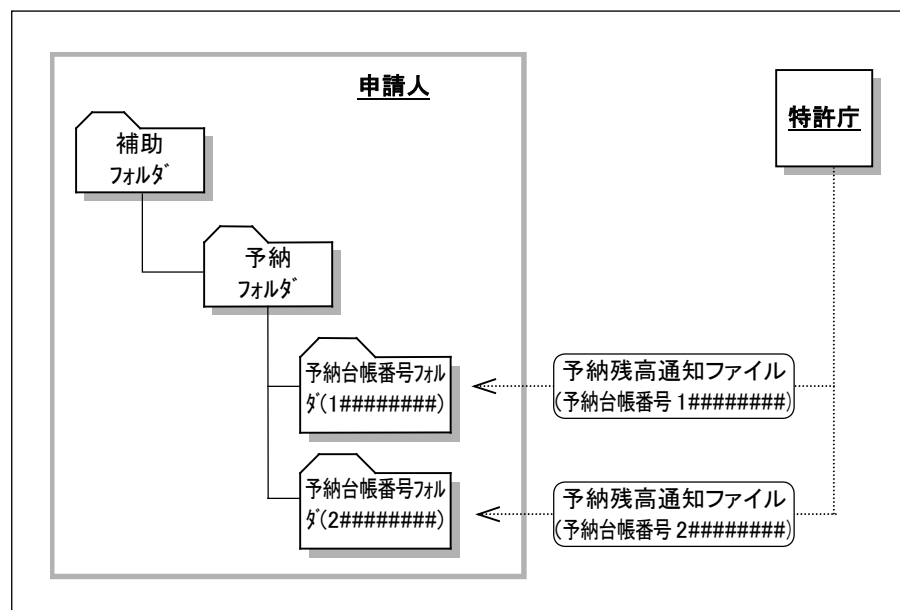 申請人
特許庁
補助
フォルダ
予納
フォルダ
予納台帳番号フォル
ダ(1########)
予納残高通知ファイル
(予納台帳番号 1########)
予納台帳番号フォル
ダ(2########)
予納残高通知ファイル
(予納台帳番号 2########)